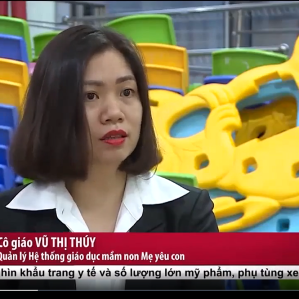 Cô giáo VŨ THỊ THÚY
Quản lý Hệ thống giáo dục mầm non Mẹ yêu con
nghìn khẩu trang y tế và số lượng lớn mỹ phẩm, phụ tùng xe